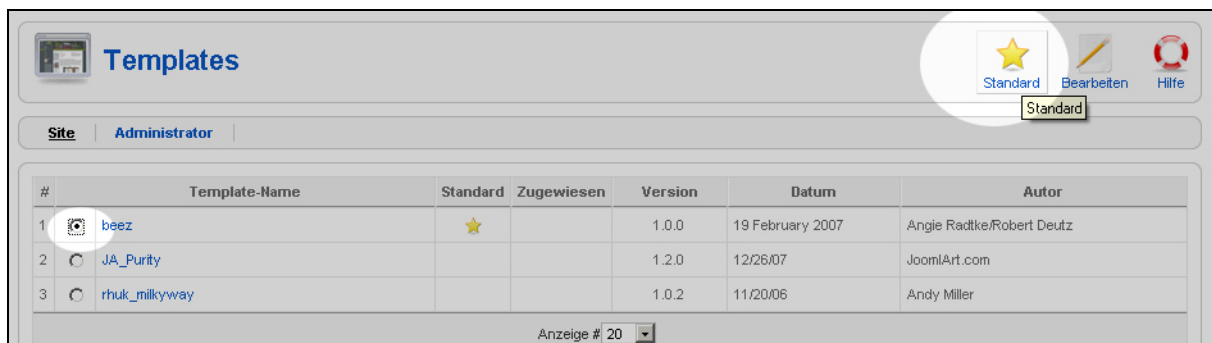 Templates
Standard Bearbeiten Hilfe
Standard
Site Administrator
# Template-Name Standard Zugewiesen Version Datum Autor
1 beez 1.0.0 19 February 2007 Angie Radtke/Robert Deutz
2 JA_Purity 1.2.0 12/26/07 JoomlArt.com
3 rhuk_milkyway 1.0.2 11/20/06 Andy Miller
Anzeige # 20